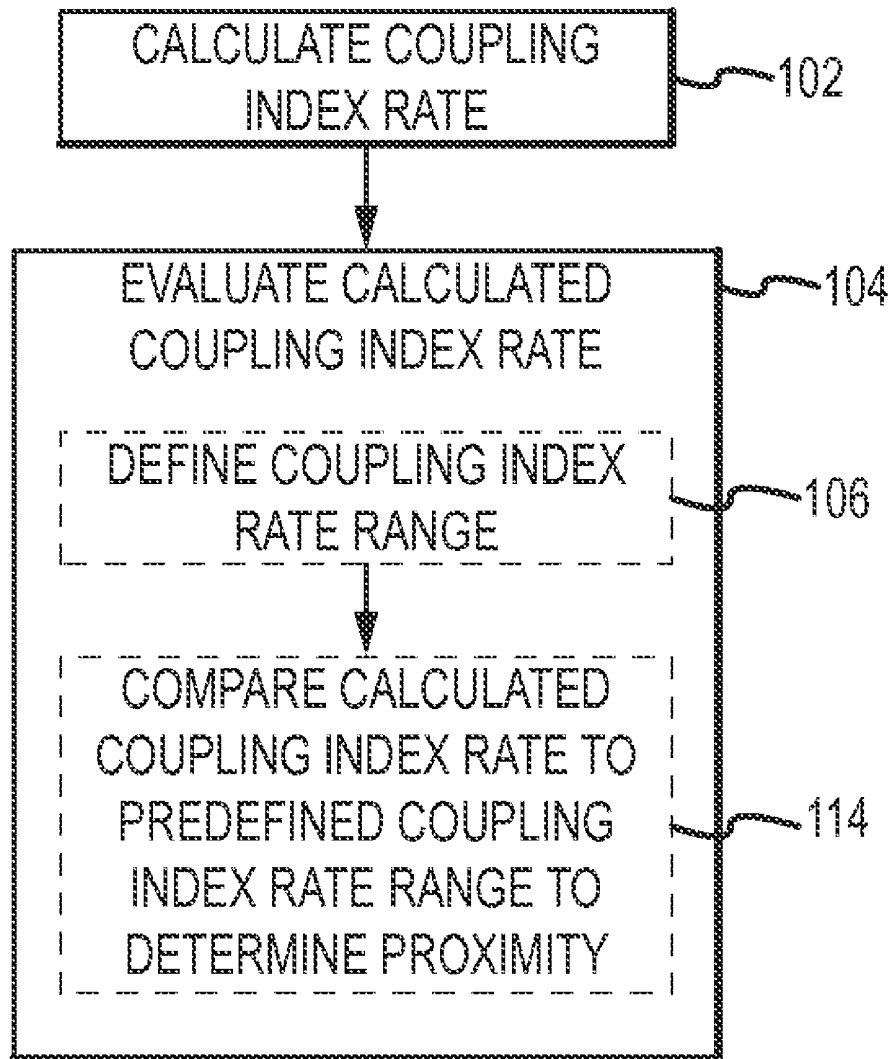 CALCULATE COUPLING
INDEX RATE
102
EVALUATE CALCULATED
COUPLING INDEX RATE
104
DEFINE COUPLING INDEX
RATE RANGE
106
COMPARE CALCULATED
COUPLING INDEX RATE TO
PREDEFINED COUPLING
INDEX RATE RANGE TO
DETERMINE PROXIMITY
114